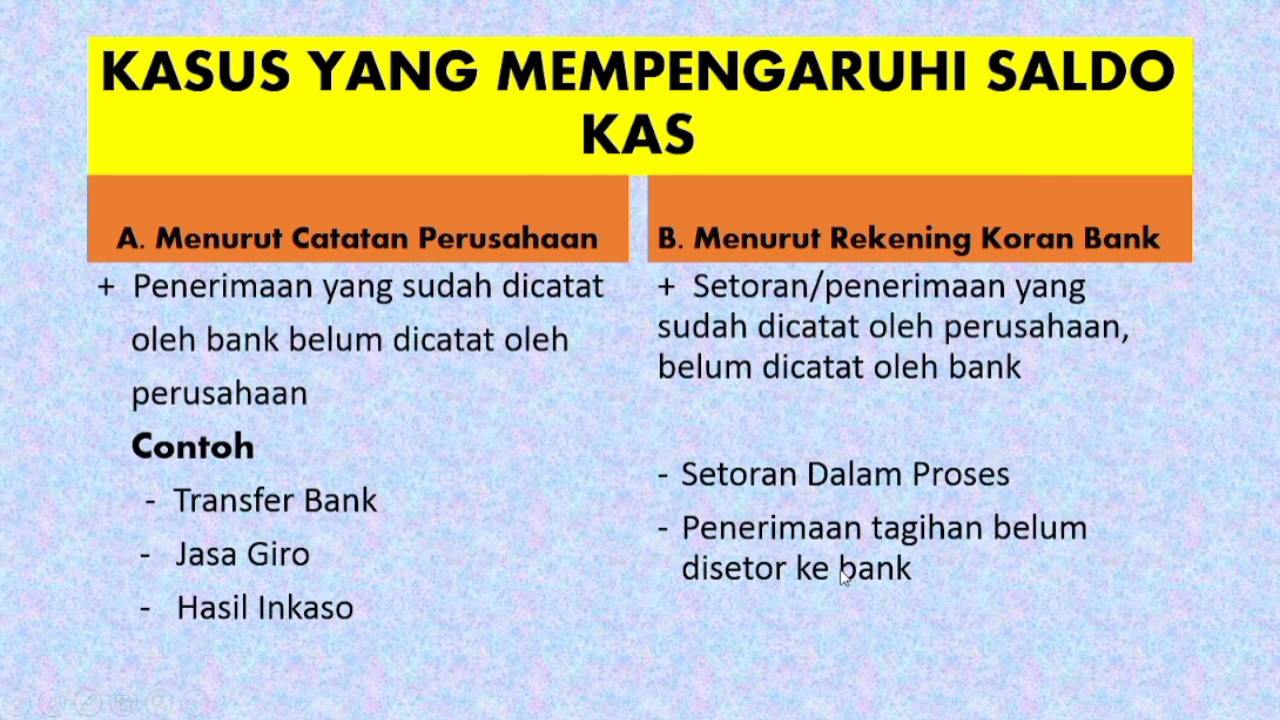 KASUS YANG MEMPENGARUHI SALDO
KAS
A. Menurut Catatan Perusahaan
+ Penerimaan yang sudah dicatat
oleh bank belum dicatat oleh
perusahaan
Contoh
- Transfer Bank
- Jasa Giro
- Hasil Inkaso
B. Menurut Rekening Koran Bank
+ Setoran/penerimaan yang
sudah dicatat oleh perusahaan,
belum dicatat oleh bank
- Setoran Dalam Proses
- Penerimaan tagihan belum
disetor ke bank